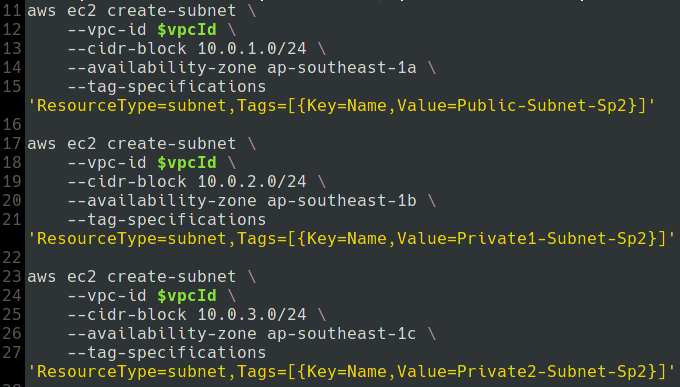 11 aws ec2 create-subnet \
12     --vpc-id $vpcId \
13     --cidr-block 10.0.1.0/24 \
14     --availability-zone ap-southeast-1a \
15     --tag-specifications
'ResourceType=subnet,Tags=[{Key=Name,Value=Public-Subnet-Sp2}]'
16
17 aws ec2 create-subnet \
18     --vpc-id $vpcId \
19     --cidr-block 10.0.2.0/24 \
20     --availability-zone ap-southeast-1b \
21     --tag-specifications
'ResourceType=subnet,Tags=[{Key=Name,Value=Private1-Subnet-Sp2}]'
22
23 aws ec2 create-subnet \
24     --vpc-id $vpcId \
25     --cidr-block 10.0.3.0/24 \
26     --availability-zone ap-southeast-1c \
27     --tag-specifications
'ResourceType=subnet,Tags=[{Key=Name,Value=Private2-Subnet-Sp2}]'